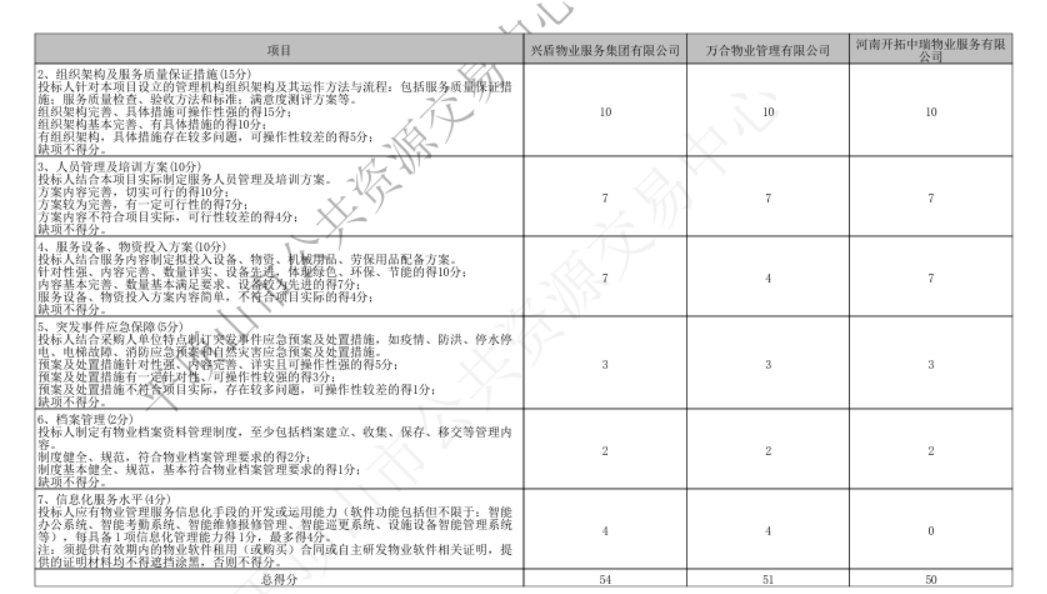 项目 兴盾物业服务集团有限公司 万合物业管理有限公司 河南开拓中瑞物业服务有限公司
2、组织架构及服务质量保证措施(15分)
投标人针对本项目设立的管理机构组织架构及其运作方法与流程；包括服务质量保证措
施；服务质量检查、验收方法和标准；满意度测评方案等。
组织架构完善、具体措施可操作性强的得15分；
组织架构基本完善、有具体措施的得10分；
有组织架构，具体措施存在较多问题，可操作性较差的得5分；
缺项不得分。
10 10 10
3、人员管理及培训方案(10分)
投标人结合本项目实际制定服务人员管理及培训方案。
方案内容完善，切实可行的得10分；
方案较为完善，有一定可行性的得7分；
方案内容不符合项目实际，可行性较差的得4分；
缺项不得分。
7 7 7
4、服务设备、物资投入方案(10分)
投标人结合服务内容制定拟投入设备、物资、机械用品、劳保用品配备方案。
针对性强、内容完善、数量详实、设备先进，体现绿色、环保、节能的得10分；
内容基本完善、数量基本满足要求、设备较为先进的得7分；
服务设备、物资投入方案内容简单，不符合项目实际的得4分；
缺项不得分。
7 4 7
5、突发事件应急保障(5分)
投标人结合采购人单位特点制订突发事件应急预案及处置措施，如疫情、防洪、停水停
电、电梯故障、消防应急预案和自然灾害应急预案及处置措施。
预案及处置措施针对性强、内容完善、详实且可操作性强的得5分；
预案及处置措施有一定针对性、可操作性较强的得3分；
预案及处置措施不符合项目实际，存在较多问题，可操作性较差的得1分；
缺项不得分。
3 3 3
6、档案管理(2分)
投标人制定有物业档案资料管理制度，至少包括档案建立、收集、保存、移交等管理内
容。
制度健全、规范，符合物业档案管理要求的得2分；
制度基本健全、规范，基本符合物业档案管理要求的得1分；
缺项不得分。
2 2 2
7、信息化服务水平(4分)
投标人应有物业管理服务信息化手段的开发或运用能力（软件功能包括但不限于：智能
办公系统、智能考勤系统、智能维修报修管理、智能巡更系统、设施设备智能管理系统
等），每具备1项信息化管理能力得1分，最多得4分。
注：须提供有效期内的物业软件租用（或购买）合同或自主研发物业软件相关证明，提
供的证明材料均不得遮挡涂黑，否则不得分。
4 4 0
总得分 54 51 50
平顶山市公共资源交易中心
平顶山市公共资源交易中心